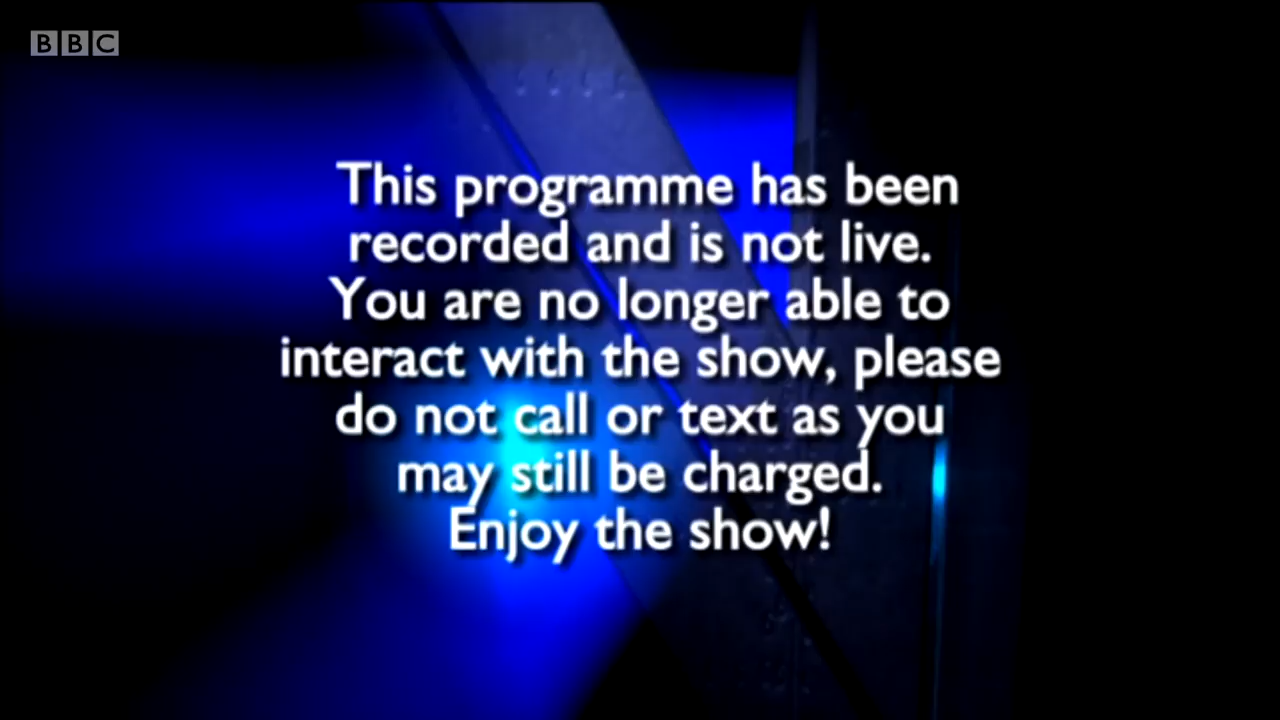 BBC
This programme has been
recorded and is not live.
You are no longer able to
interact with the show, please
do not call or text as you
may still be charged.
Enjoy the show!